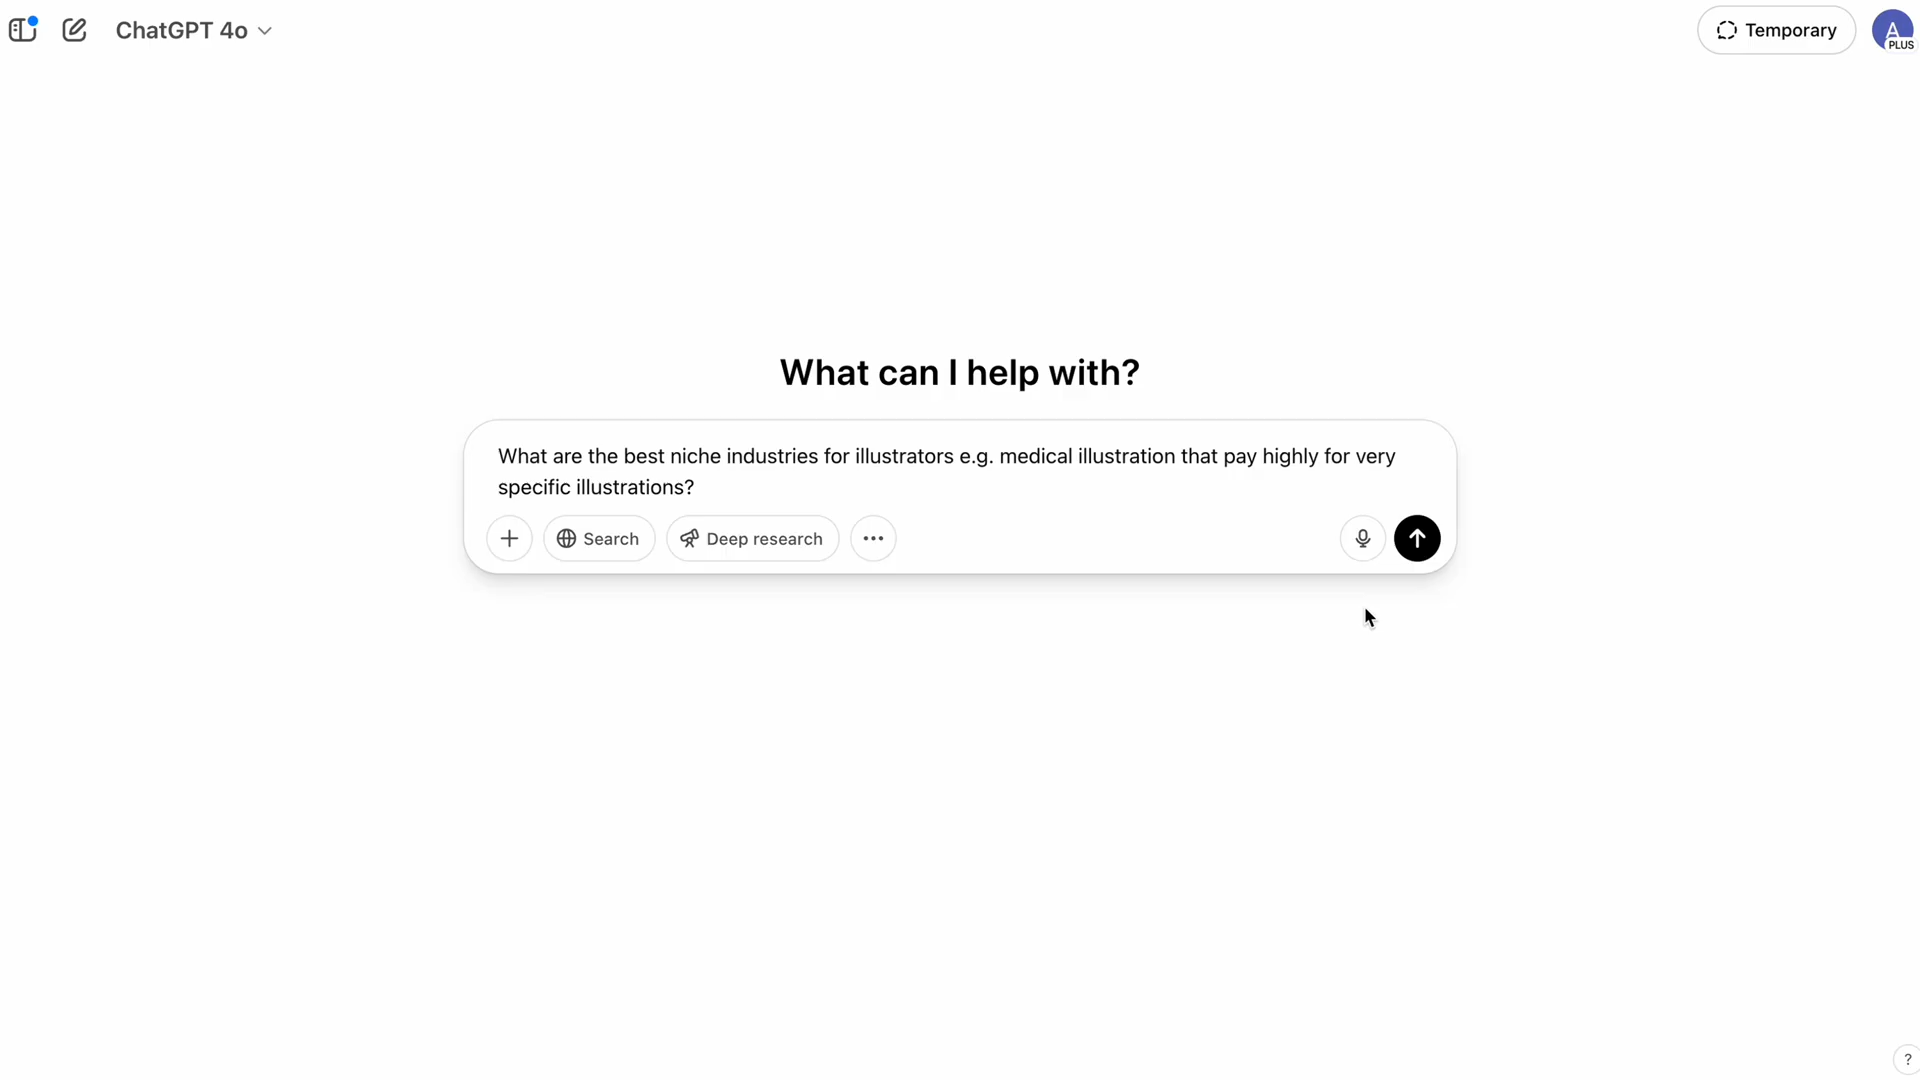 ChatGPT 4o
Temporary
A
PLUS
What can I help with?
What are the best niche industries for illustrators e.g. medical illustration that pay highly for very
specific illustrations?
Search
Deep research
?